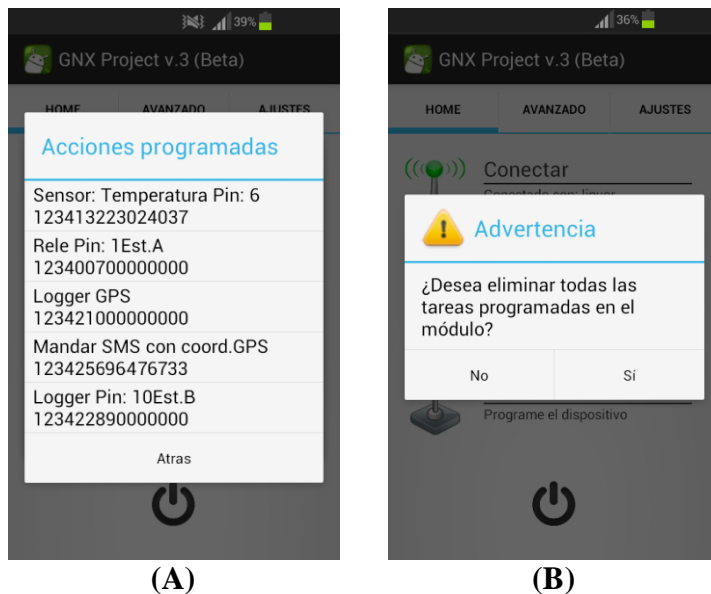 39%
GNX Project v.3 (Beta)
HOME AVANZADO AJUSTES
Acciones programadas
Sensor: Temperatura Pin: 6
123413223024037
Rele Pin: 1Est.A
123400700000000
Logger GPS
123421000000000
Mandar SMS con coord.GPS
123425696476733
Logger Pin: 10Est.B
123422890000000
Atras
(A)
36%
GNX Project v.3 (Beta)
HOME AVANZADO AJUSTES
Conectar
Conectado con: linvor
Advertencia
¿Desea eliminar todas las
tareas programadas en el
módulo?
No Sí
Programe el dispositivo
(B)